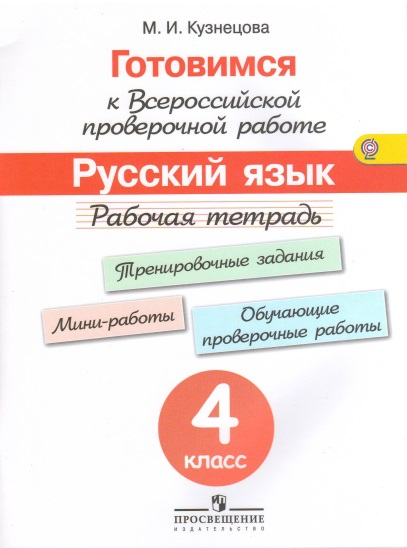 М. И. Кузнецова
Готовимся
к Всероссийской
проверочной работе
Русский язык
Рабочая тетрадь
Тренировочные задания
Мини-работы
Обучающие
проверочные работы
4
класс
ПРОСВЕЩЕНИЕ
ИЗДАТЕЛЬСТВО